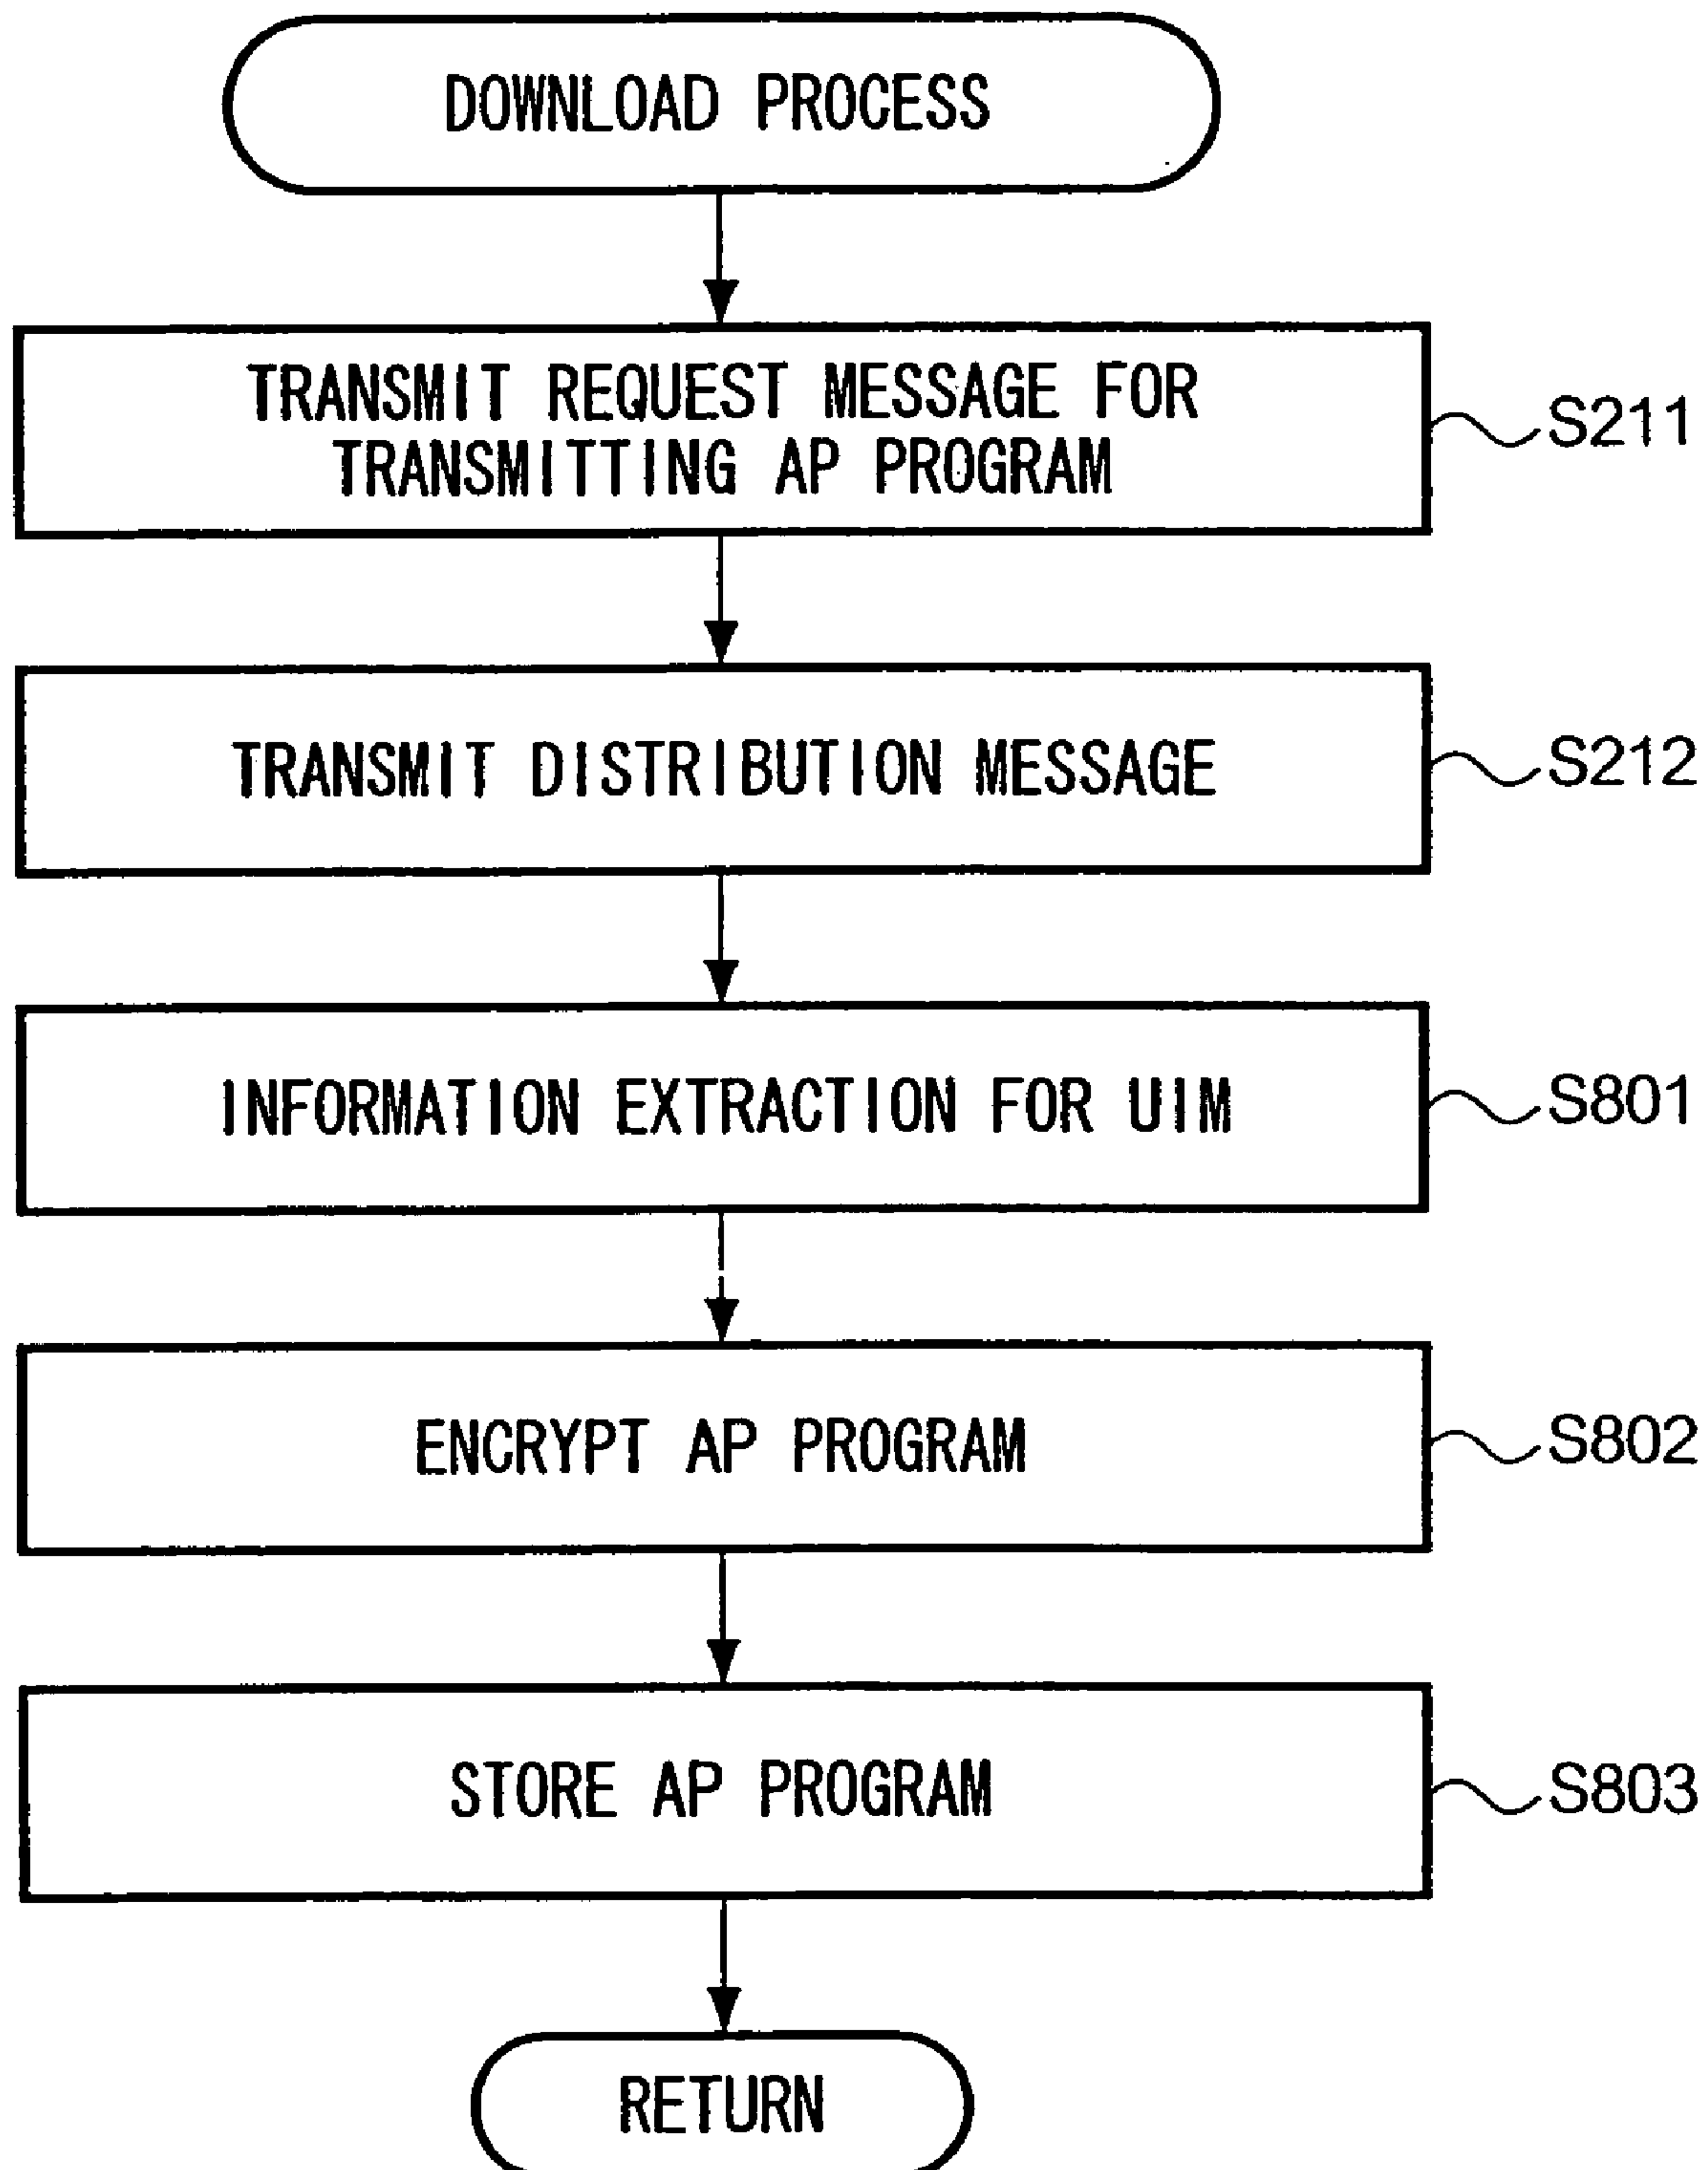 DOWNLOAD PROCESS
TRANSMIT REQUEST MESSAGE FOR
TRANSMITTING AP PROGRAM
S211
TRANSMIT DISTRIBUTION MESSAGE
S212
INFORMATION EXTRACTION FOR UIM
S801
ENCRYPT AP PROGRAM
S802
STORE AP PROGRAM
S803
RETURN